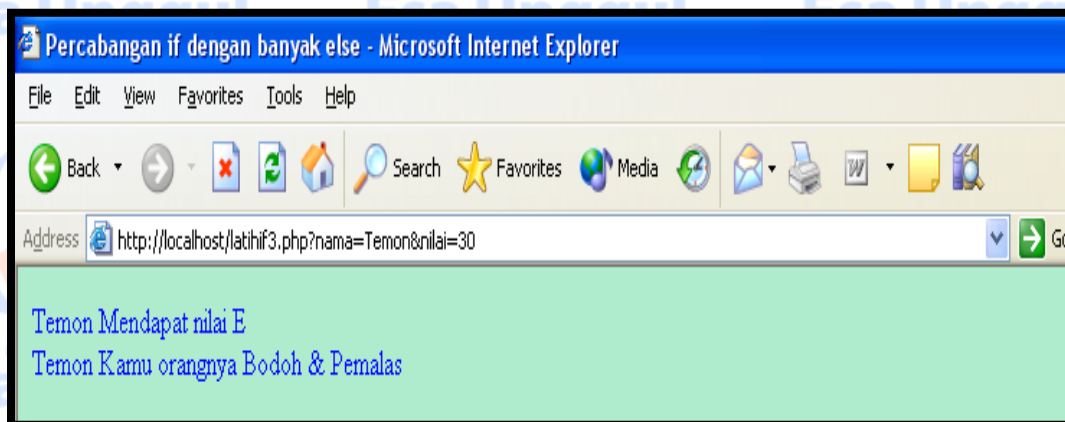 Percabangan if dengan banyak else - Microsoft Internet Explorer
File Edit View Favorites Tools Help
Back Search Favorites Media
Address http://localhost/latihif3.php?nama=Temon&nilai=30
Temon Mendapat nilai E
Temon Kamu orangnya Bodoh & Pemalas